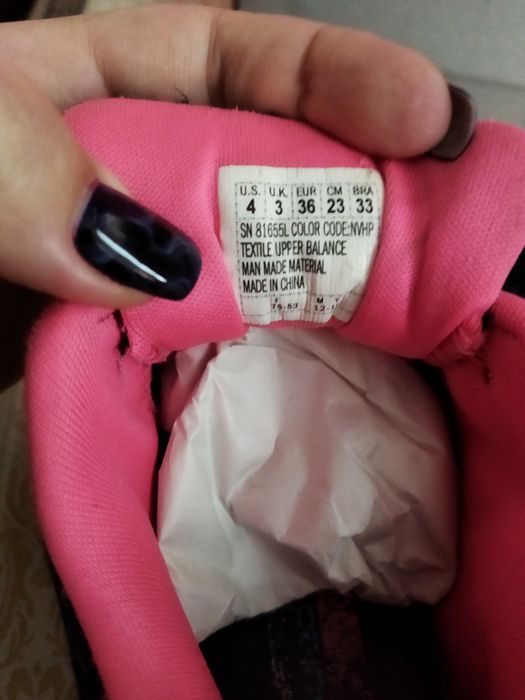 U.S. U.K. EUR CM BRA
4 3 36 23 33
SN 81655L COLOR CODE:NVHP
TEXTILE UPPER BALANCE
MAN MADE MATERIAL
MADE IN CHINA
F M Y